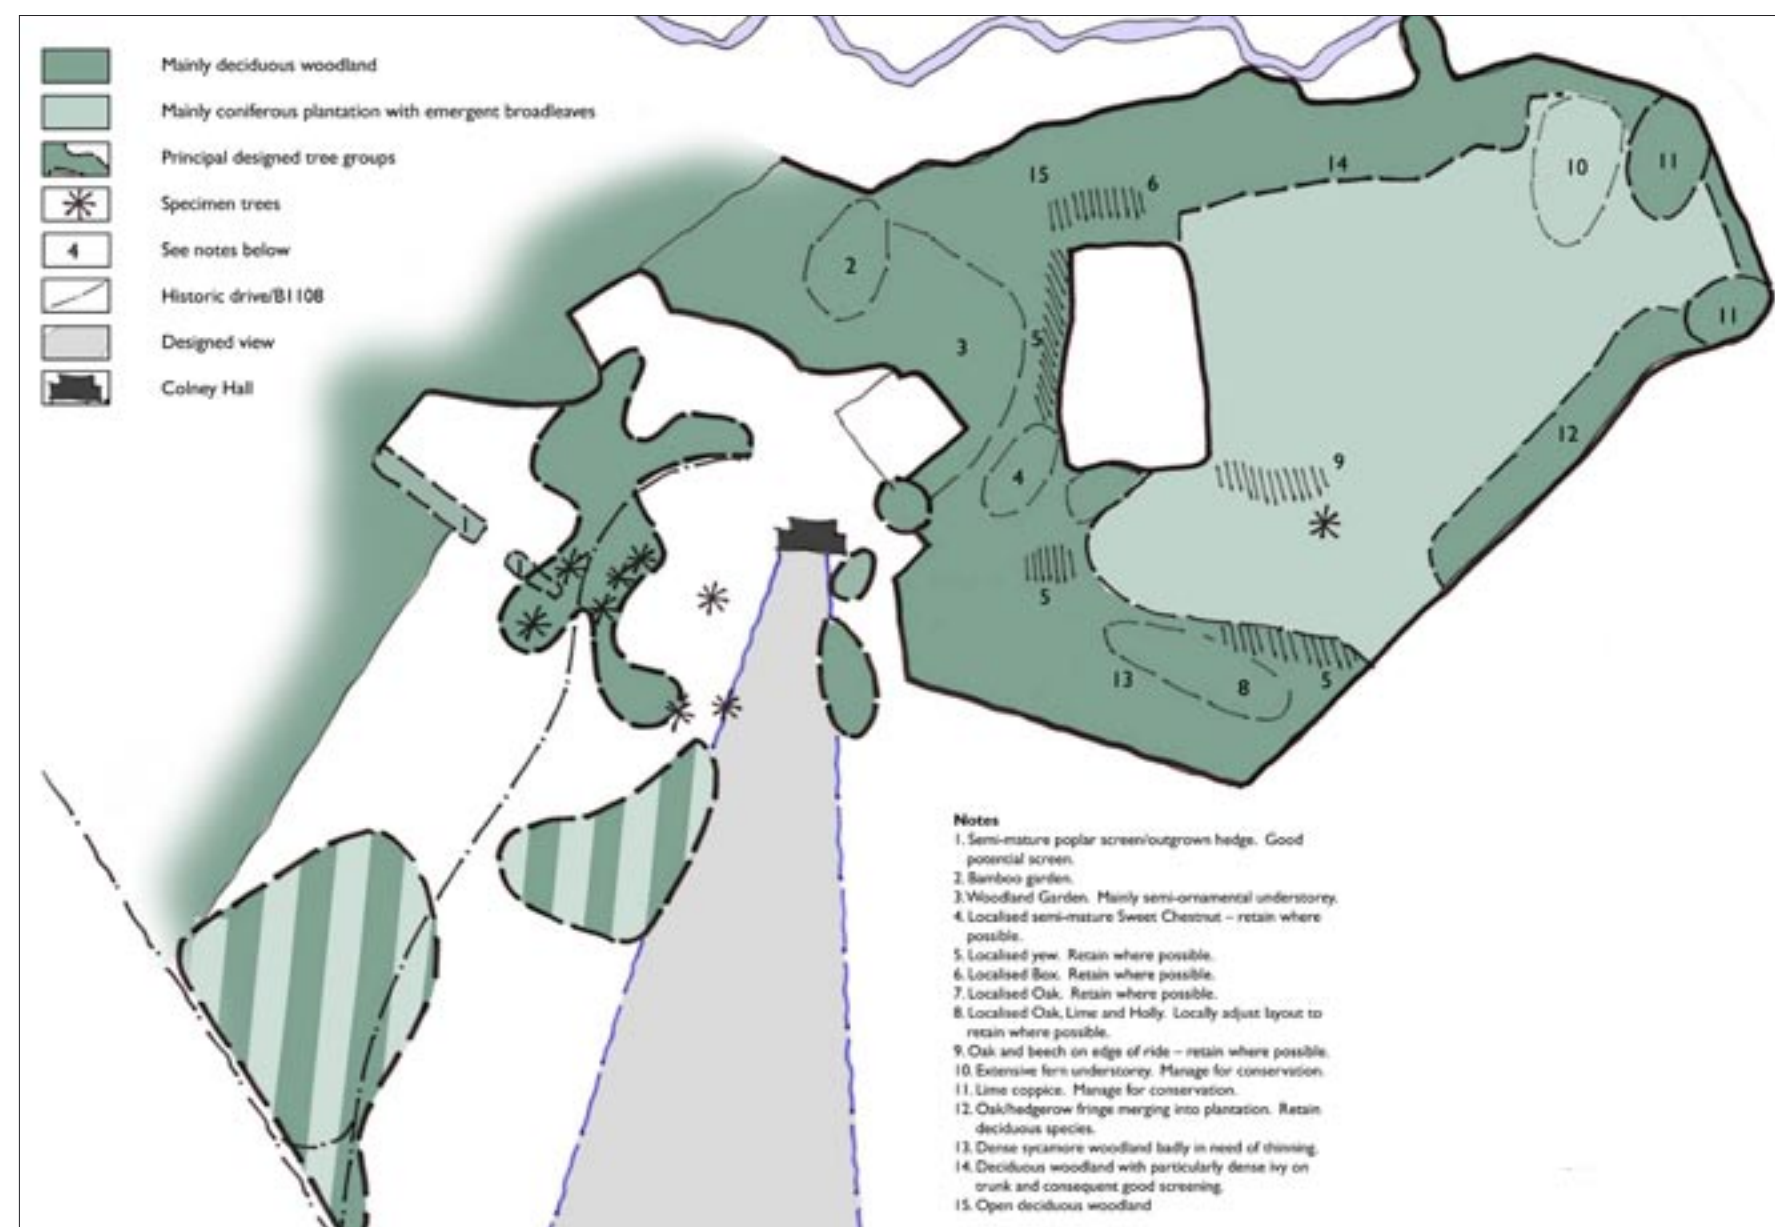 Mainly deciduous woodland
Mainly coniferous plantation with emergent broadleaves
Principal designed tree groups
Specimen trees
4
See notes below
Historic drive/B1108
Designed view
Colney Hall
15
6
14
10
11
2
5
3
11
12
9
4
1
5
13
8
5
Notes
1. Semi-mature poplar screen/outgrown hedge. Good
potential screen.
2. Bamboo garden.
3. Woodland Garden. Mainly semi-ornamental understorey.
4. Localised semi-mature Sweet Chestnut – retain where
possible.
5. Localised yew. Retain where possible.
6. Localised Box. Retain where possible.
7. Localised Oak. Retain where possible.
8. Localised Oak, Lime and Holly. Locally adjust layout to
retain where possible.
9. Oak and beech on edge of ride – retain where possible.
10. Extensive fern understorey. Manage for conservation.
11. Lime coppice. Manage for conservation.
12. Oak/hedgerow fringe merging into plantation. Retain
deciduous species.
13. Dense sycamore woodland badly in need of thinning.
14. Deciduous woodland with particularly dense ivy on
trunk and consequent good screening.
15. Open deciduous woodland